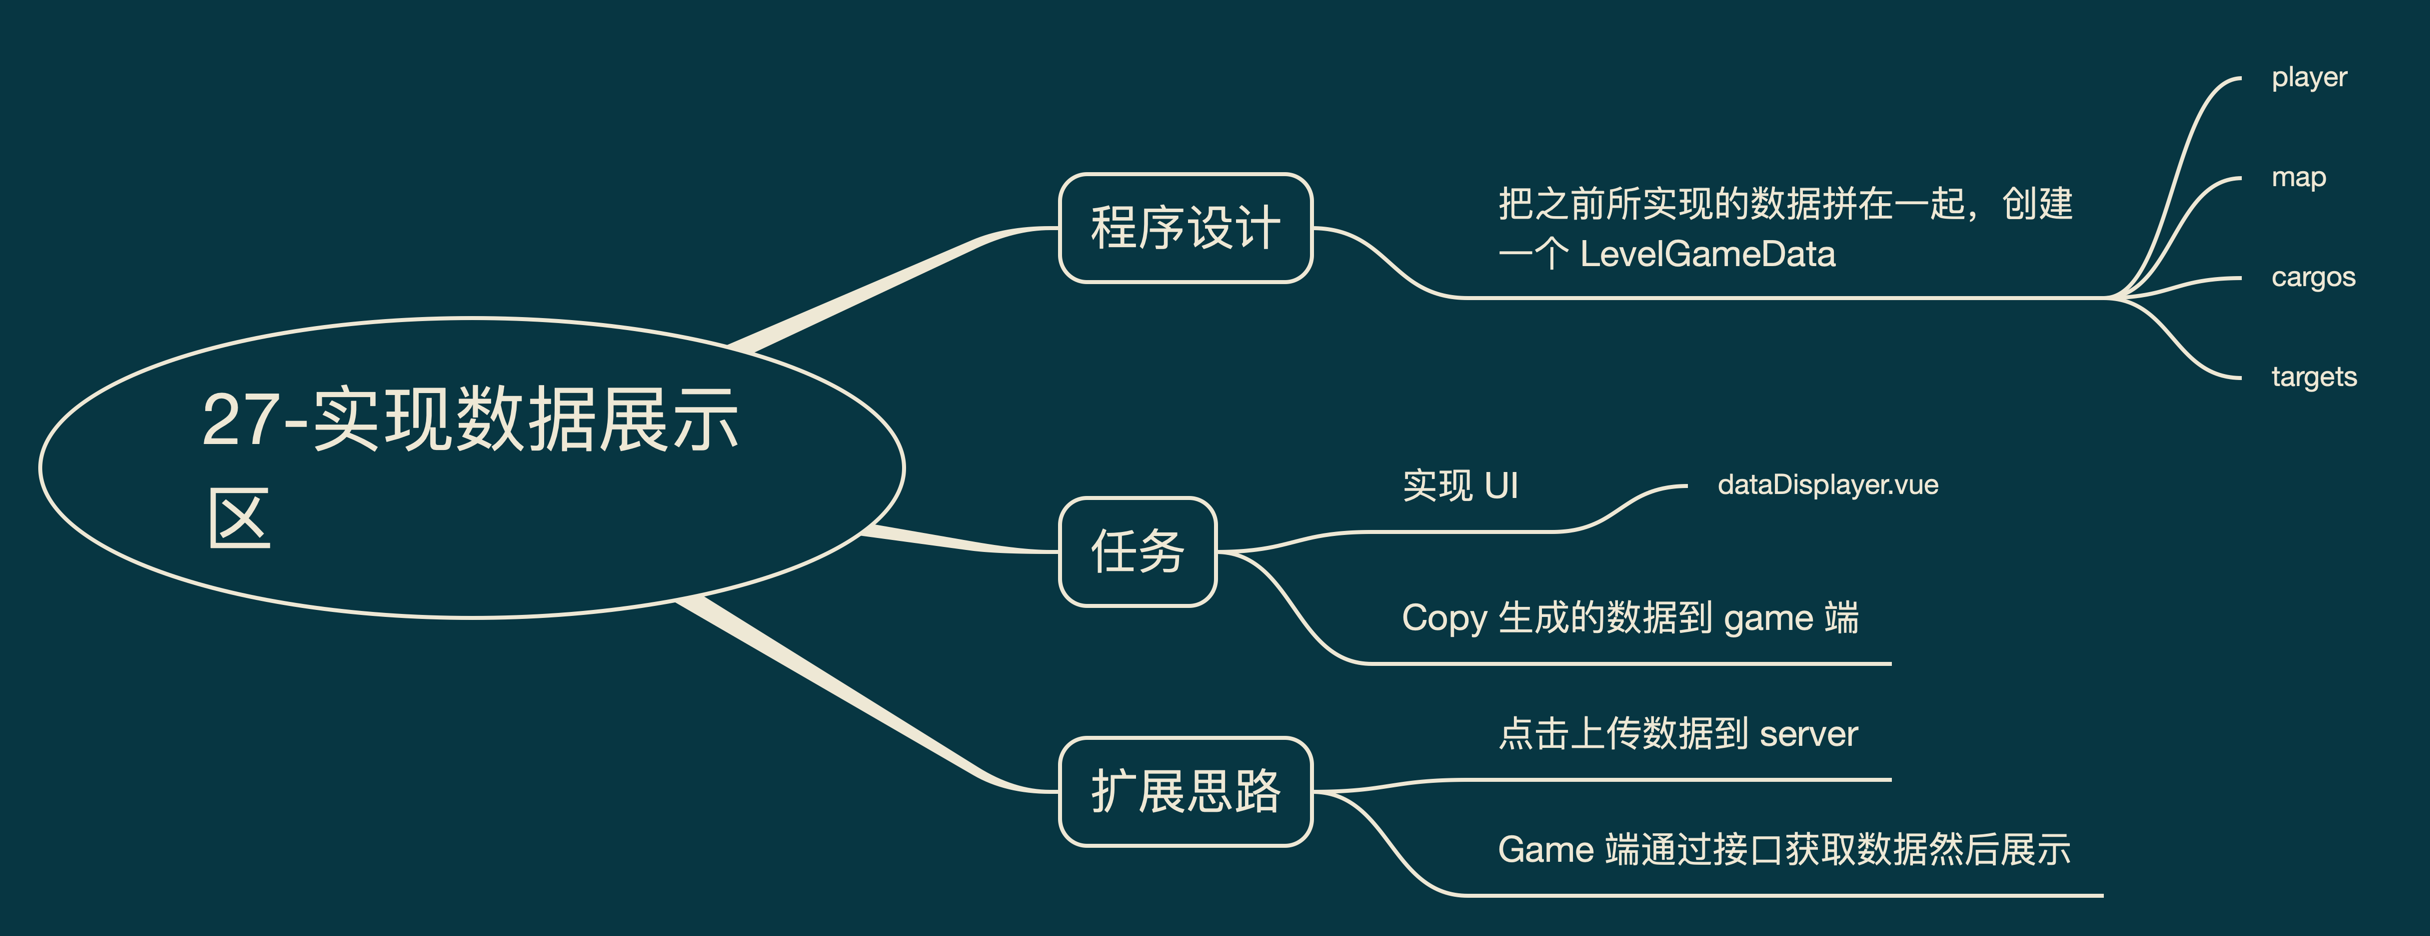 27-实现数据展示
区
程序设计
把之前所实现的数据拼在一起，创建
一个 LevelGameData
player
map
cargos
targets
任务
实现 UI
dataDisplayer.vue
Copy 生成的数据到 game 端
扩展思路
点击上传数据到 server
Game 端通过接口获取数据然后展示